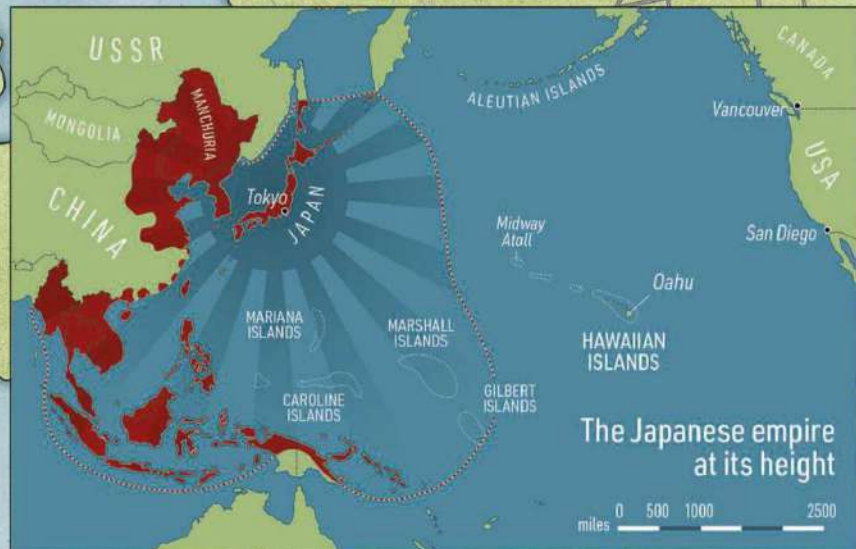 USSR
MONGOLIA
MANCHURIA
CHINA
Tokyo
JAPAN
ALEUTIAN ISLANDS
CANADA
Vancouver
USA
San Diego
Midway
Atoll
Oahu
HAWAIIAN
ISLANDS
MARIANA
ISLANDS
MARSHALL
ISLANDS
CAROLINE
ISLANDS
GILBERT
ISLANDS
The Japanese empire
at its height
miles 0 500 1000 2500